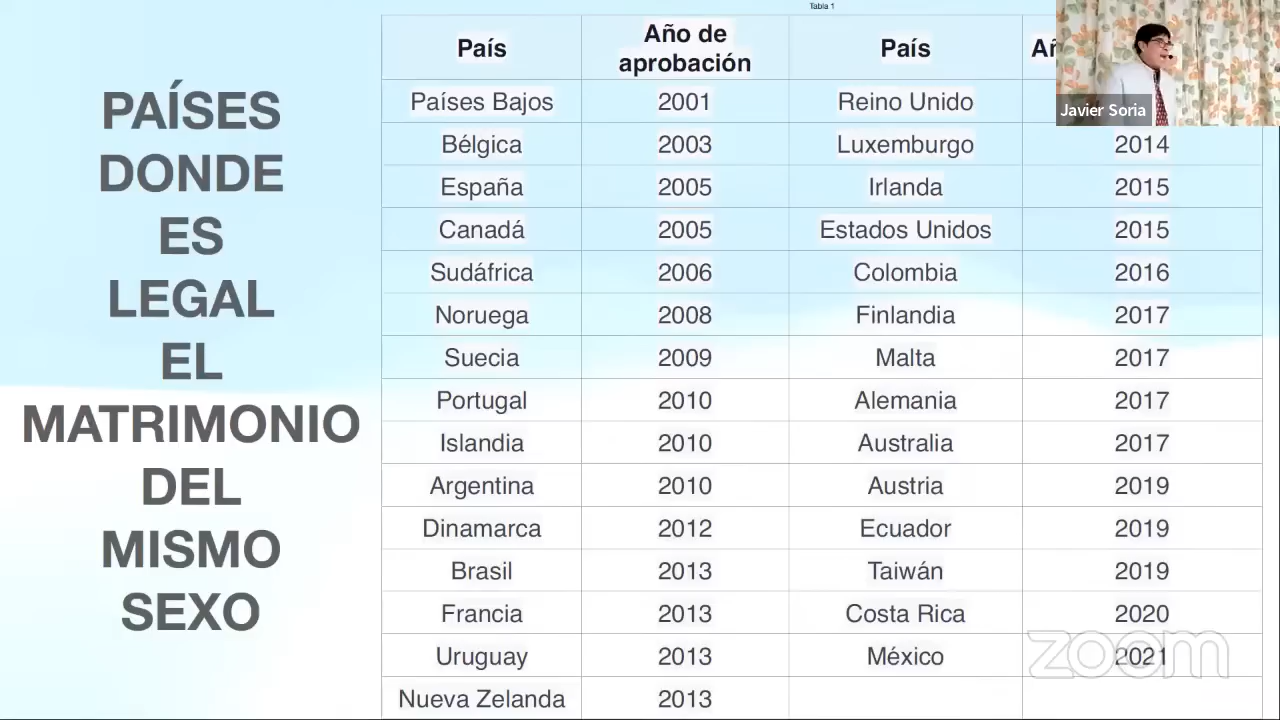 Tabla 1
PAÍSES
DONDE
ES
LEGAL
EL
MATRIMONIO
DEL
MISMO
SEXO
País Año de aprobación País
Países Bajos 2001 Reino Unido
Bélgica 2003 Luxemburgo 2014
España 2005 Irlanda 2015
Canadá 2005 Estados Unidos 2015
Sudáfrica 2006 Colombia 2016
Noruega 2008 Finlandia 2017
Suecia 2009 Malta 2017
Portugal 2010 Alemania 2017
Islandia 2010 Australia 2017
Argentina 2010 Austria 2019
Dinamarca 2012 Ecuador 2019
Brasil 2013 Taiwán 2019
Francia 2013 Costa Rica 2020
Uruguay 2013 México 2021
Nueva Zelanda 2013
Javier Soria
zoom